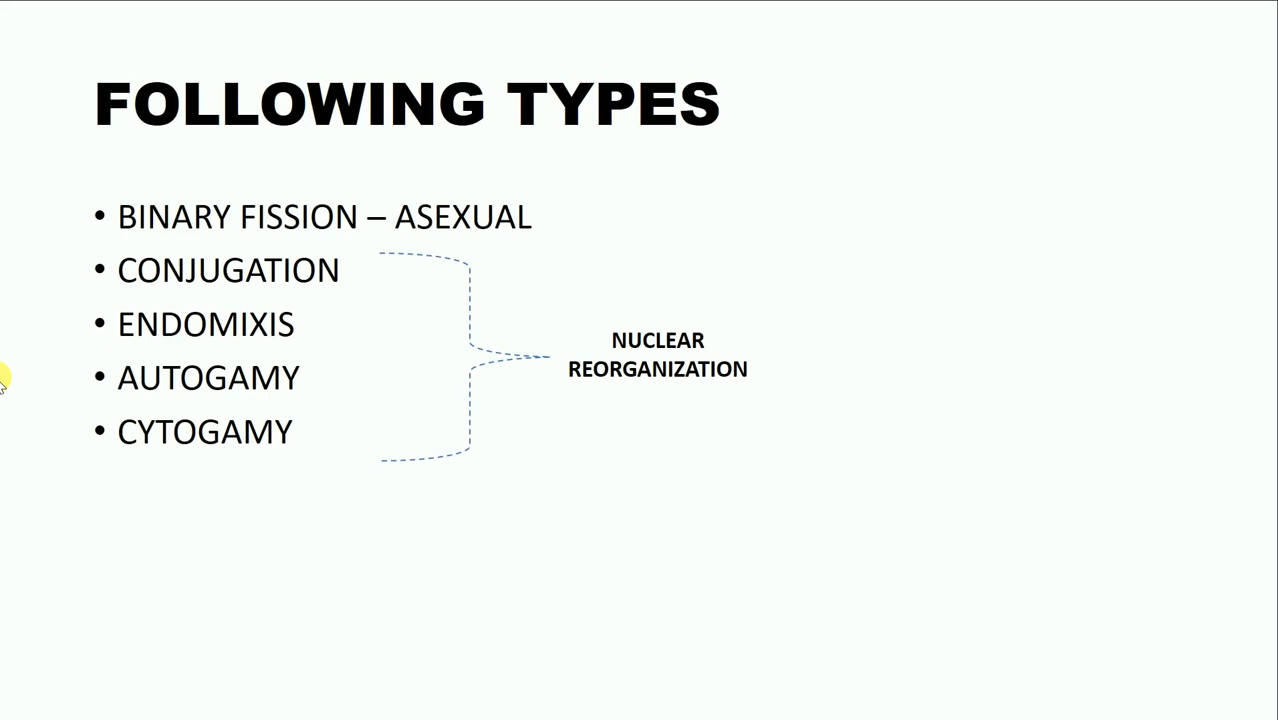 FOLLOWING TYPES
• BINARY FISSION – ASEXUAL
• CONJUGATION
• ENDOMIXIS
• AUTOGAMY
• CYTOGAMY
NUCLEAR
REORGANIZATION